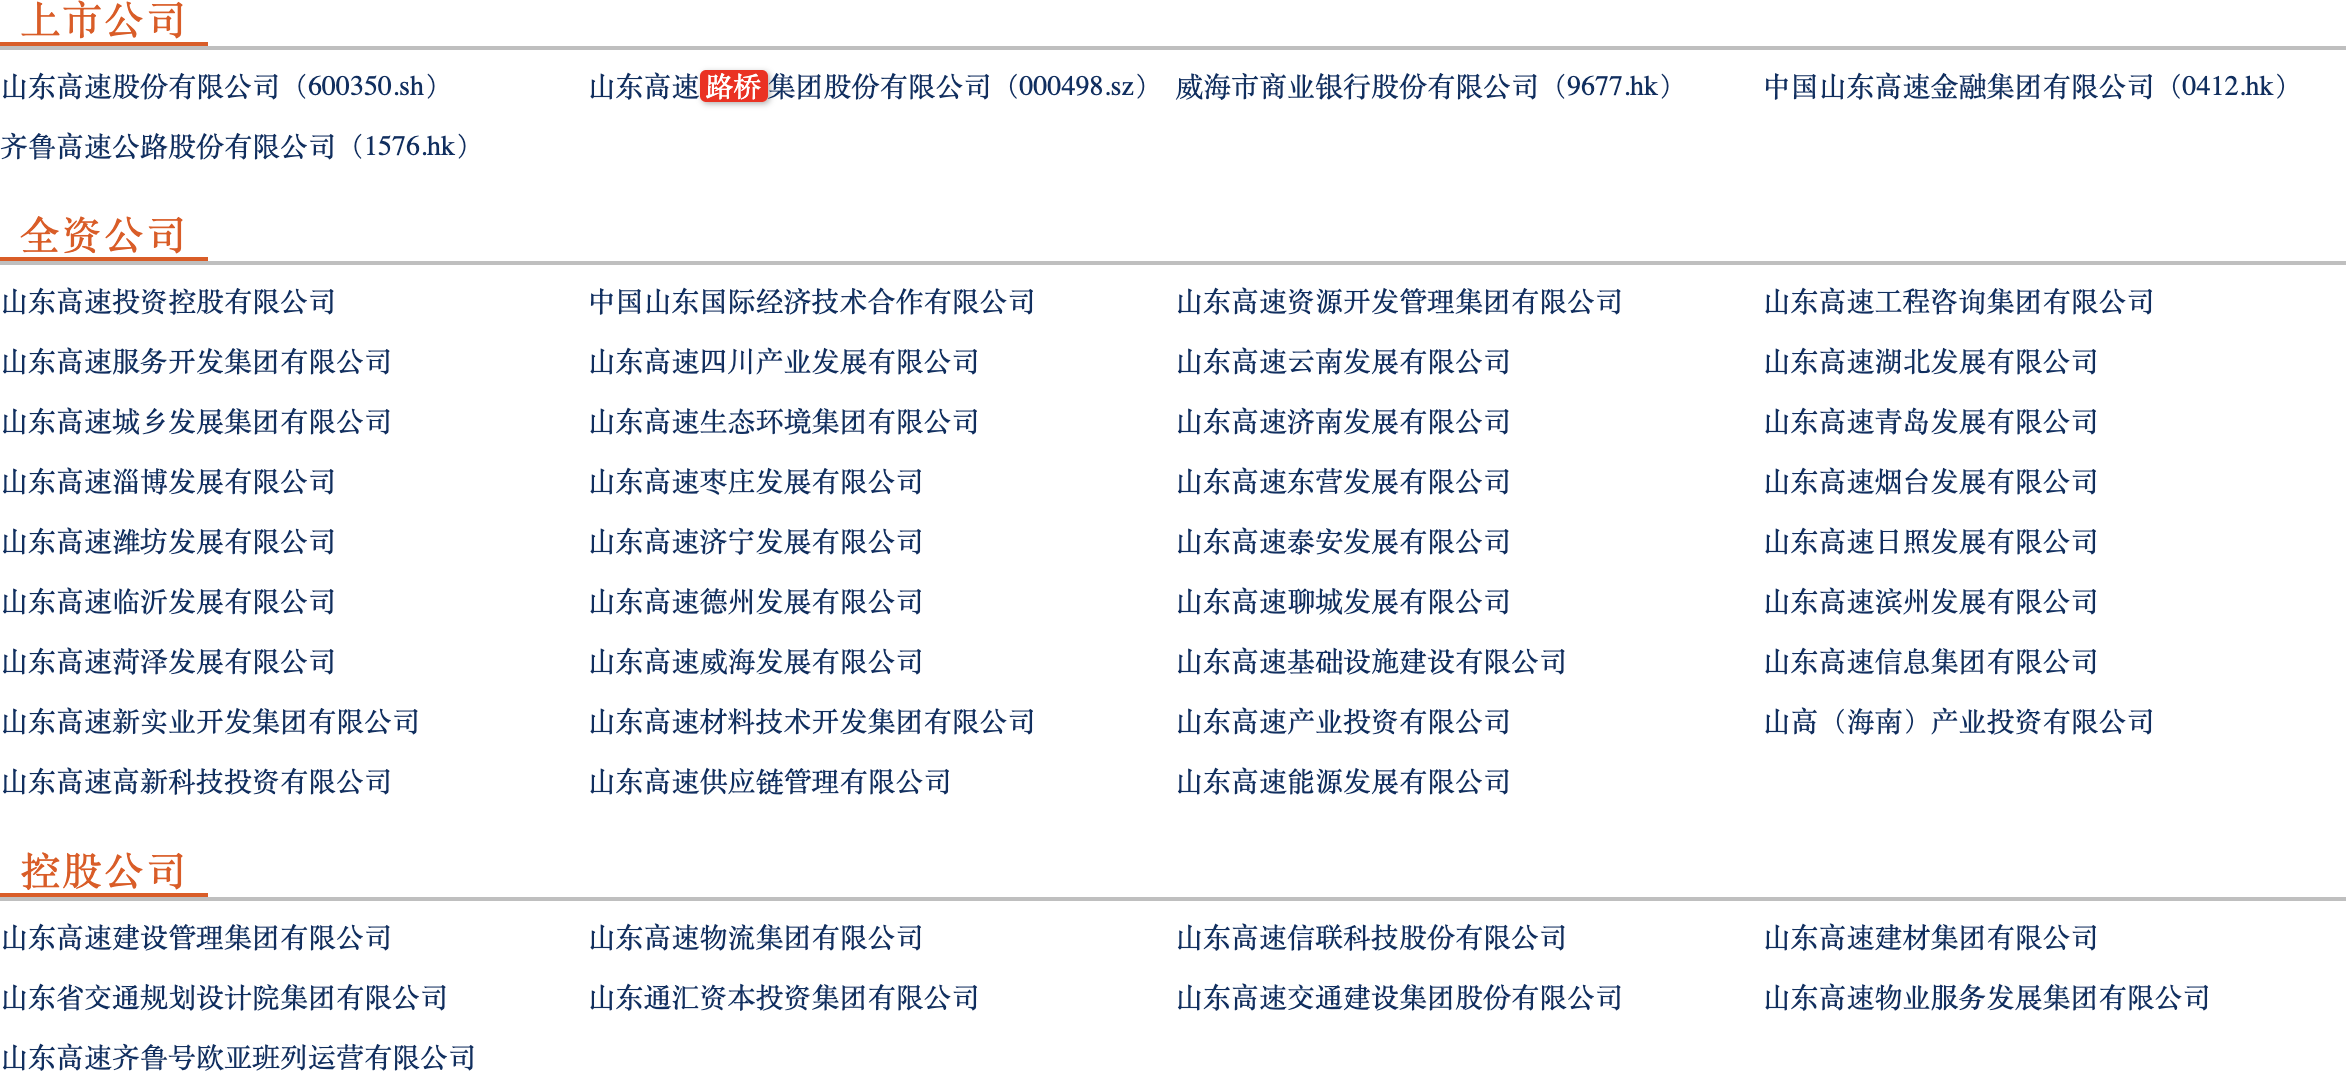 上市公司
山东高速股份有限公司（600350.sh） 山东高速路桥集团股份有限公司（000498.sz） 威海市商业银行股份有限公司（9677.hk） 中国山东高速金融集团有限公司（0412.hk）
齐鲁高速公路股份有限公司（1576.hk）
全资公司
山东高速投资控股有限公司 中国山东国际经济技术合作有限公司 山东高速资源开发管理集团有限公司 山东高速工程咨询集团有限公司
山东高速服务开发集团有限公司 山东高速四川产业发展有限公司 山东高速云南发展有限公司 山东高速湖北发展有限公司
山东高速城乡发展集团有限公司 山东高速生态环境集团有限公司 山东高速济南发展有限公司 山东高速青岛发展有限公司
山东高速淄博发展有限公司 山东高速枣庄发展有限公司 山东高速东营发展有限公司 山东高速烟台发展有限公司
山东高速潍坊发展有限公司 山东高速济宁发展有限公司 山东高速泰安发展有限公司 山东高速日照发展有限公司
山东高速临沂发展有限公司 山东高速德州发展有限公司 山东高速聊城发展有限公司 山东高速滨州发展有限公司
山东高速菏泽发展有限公司 山东高速威海发展有限公司 山东高速基础设施建设有限公司 山东高速信息集团有限公司
山东高速新实业开发集团有限公司 山东高速材料技术开发集团有限公司 山东高速产业投资有限公司 山高（海南）产业投资有限公司
山东高速高新科技投资有限公司 山东高速供应链管理有限公司 山东高速能源发展有限公司
控股公司
山东高速建设管理集团有限公司 山东高速物流集团有限公司 山东高速信联科技股份有限公司 山东高速建材集团有限公司
山东省交通规划设计院集团有限公司 山东通汇资本投资集团有限公司 山东高速交通建设集团股份有限公司 山东高速物业服务发展集团有限公司
山东高速齐鲁号欧亚班列运营有限公司